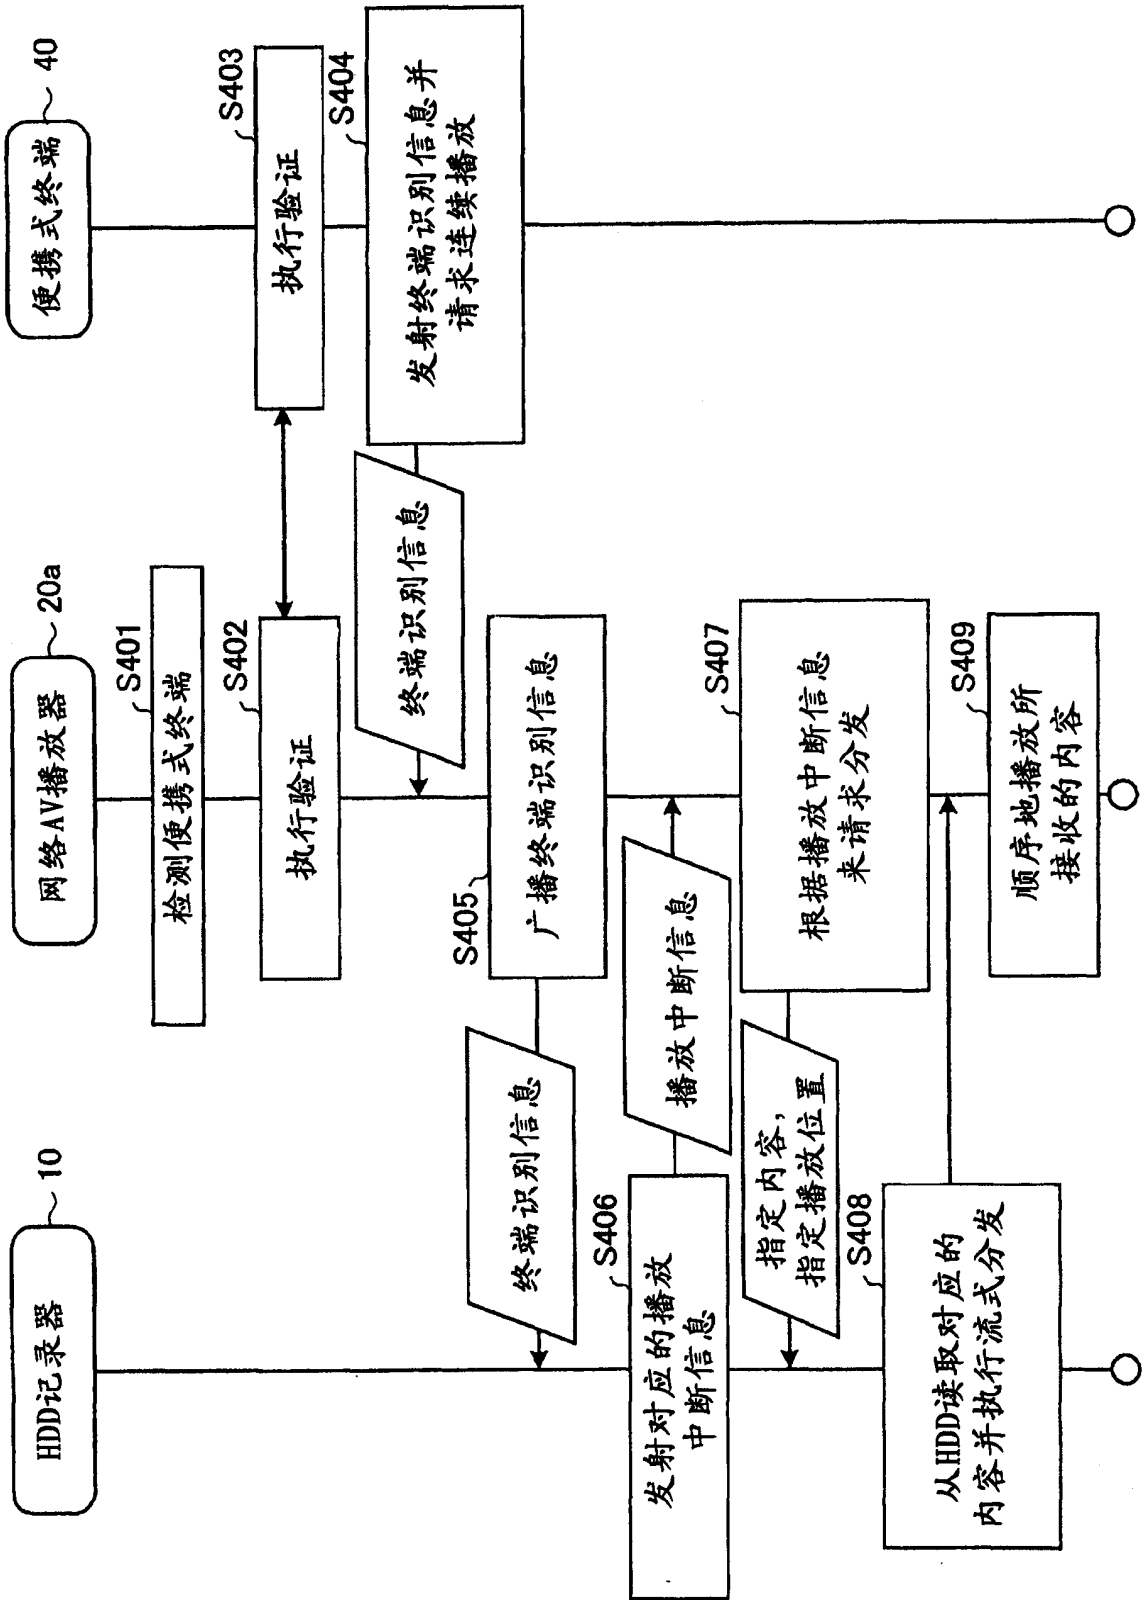 HDD记录器
10
网络AV播放器
20a
便携式终端
40
S401
检测便携式终端
S402
执行验证
S403
执行验证
S404
发射终端识别信息并
请求连续播放
终端识别信息
S405
广播终端识别信息
终端识别信息
S406
发射对应的播放
中断信息
播放中断信息
S407
根据播放中断信息
来请求分发
指定内容，
指定播放位置
S408
从HDD读取对应的
内容并执行流式分发
S409
顺序地播放所
接收的内容